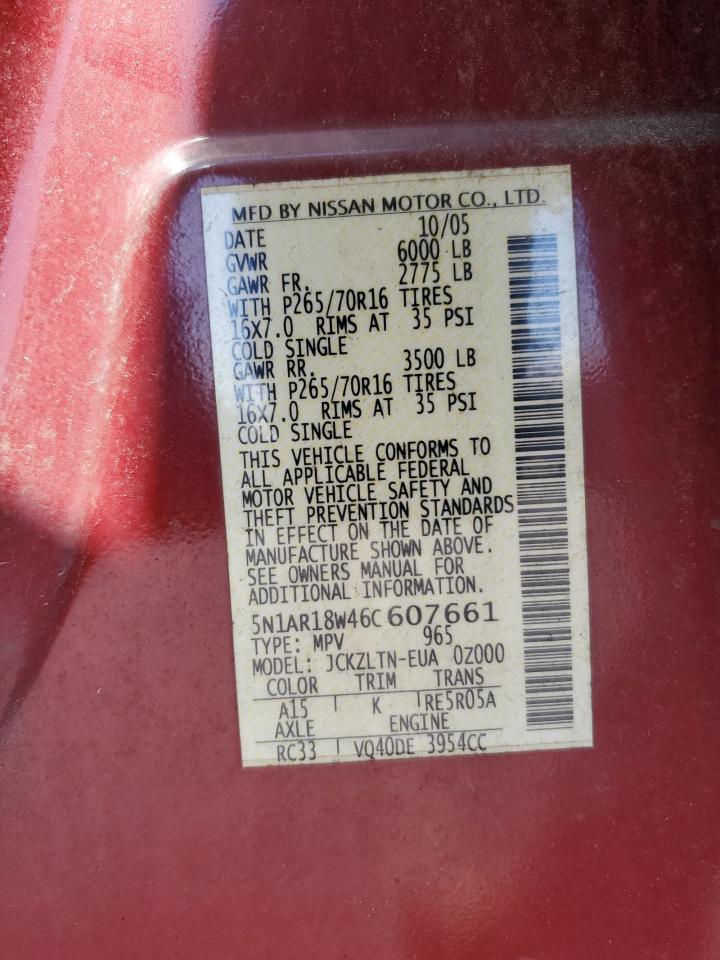 MFD BY NISSAN MOTOR CO., LTD.
DATE 10/05
GVWR 6000 LB
GAWR FR. 2775 LB
WITH P265/70R16 TIRES
16X7.0 RIMS AT 35 PSI
COLD SINGLE
GAWR RR. 3500 LB
WITH P265/70R16 TIRES
16X7.0 RIMS AT 35 PSI
COLD SINGLE
THIS VEHICLE CONFORMS TO
ALL APPLICABLE FEDERAL
MOTOR VEHICLE SAFETY AND
THEFT PREVENTION STANDARDS
IN EFFECT ON THE DATE OF
MANUFACTURE SHOWN ABOVE.
SEE OWNERS MANUAL FOR
ADDITIONAL INFORMATION.
5N1AR18W46C607661
TYPE: MPV 965
MODEL: JCKZLTN-EUA 0Z000
COLOR TRIM TRANS
A15 K RE5R05A
AXLE ENGINE
RC33 VQ40DE 3954CC